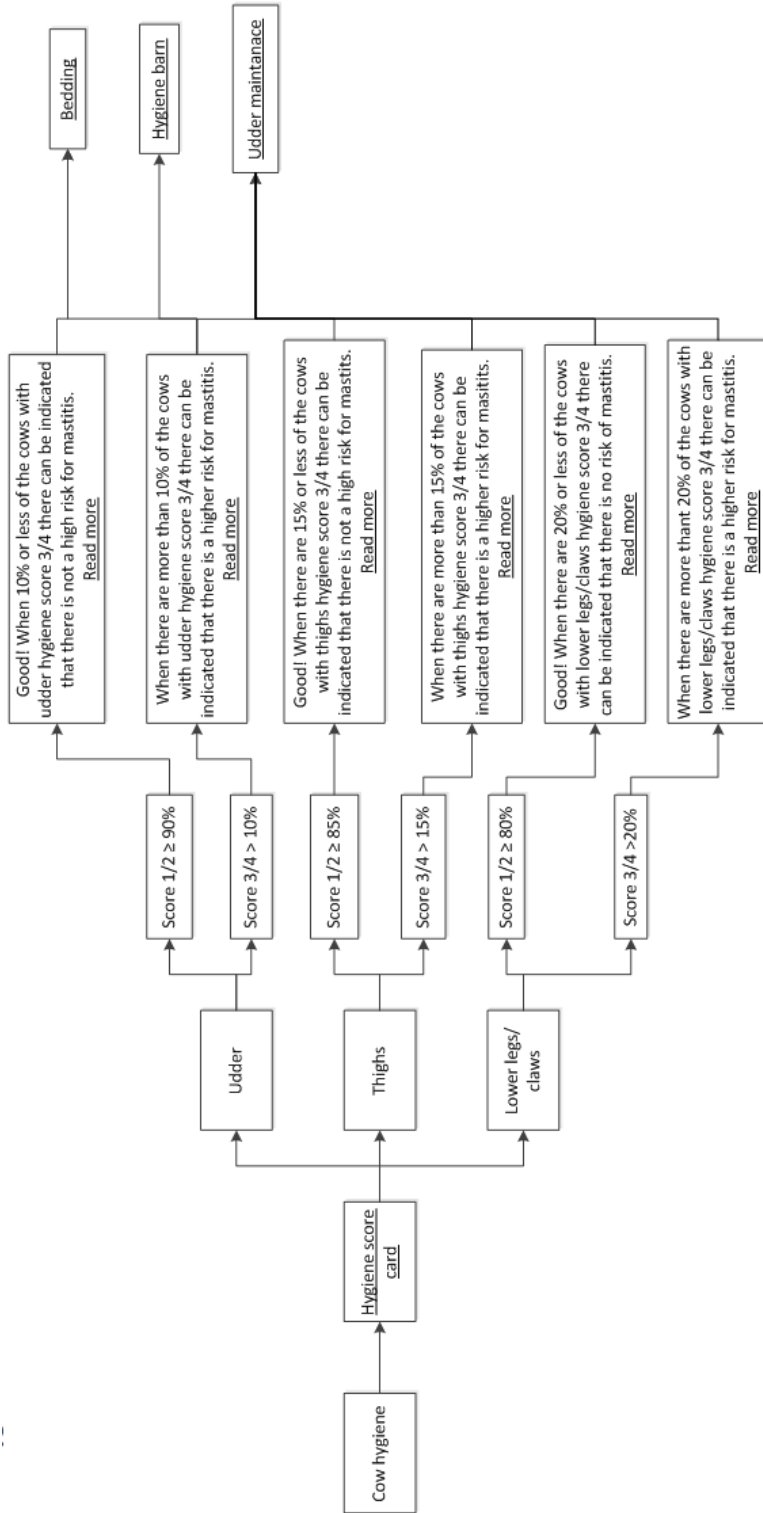 Cow hygiene
Hygiene score
card
Udder
Thighs
Lower legs/
claws
Score 1/2 ≥ 90%
Score 3/4 > 10%
Score 1/2 ≥ 85%
Score 3/4 > 15%
Score 1/2 ≥ 80%
Score 3/4 >20%
Good! When 10% or less of the cows with
udder hygiene score 3/4 there can be indicated
that there is not a high risk for mastitis.
Read more
When there are more than 10% of the cows
with udder hygiene score 3/4 there can be
indicated that there is a higher risk for mastitis.
Read more
Good! When there are 15% or less of the cows
with thighs hygiene score 3/4 there can be
indicated that there is not a high risk for mastits.
Read more
When there are more than 15% of the cows
with thighs hygiene score 3/4 there can be
indicated that there is a higher risk for mastitis.
Read more
Good! When there are 20% or less of the cows
with lower legs/claws hygiene score 3/4 there
can be indicated that there is no risk of mastitis.
Read more
When there are more thant 20% of the cows with
lower legs/claws hygiene score 3/4 there can be
indicated that there is a higher risk for mastitis.
Read more
Bedding
Hygiene barn
Udder maintanace